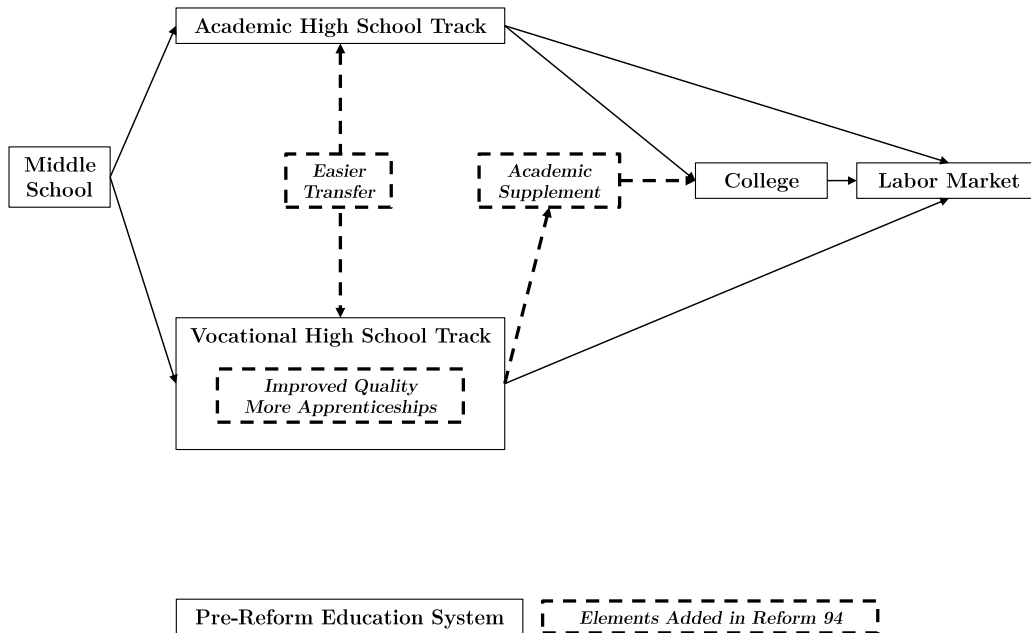 Academic High School Track
Middle
School
Easier
Transfer
Academic
Supplement
College
Labor Market
Vocational High School Track
Improved Quality
More Apprenticeships
Pre-Reform Education System
Elements Added in Reform 94